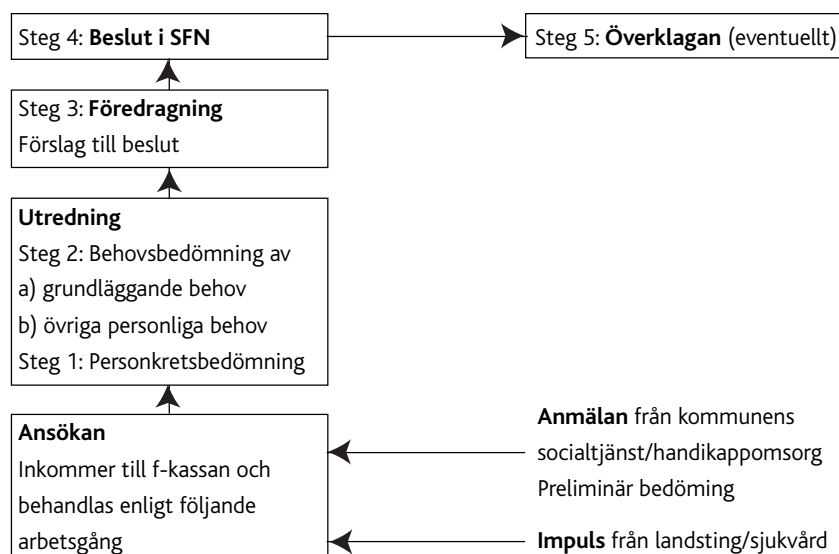 Steg 4: Beslut i SFN
Steg 5: Överklagan (eventuellt)
Steg 3: Föredragning
Förslag till beslut
Utredning
Steg 2: Behovsbedömning av
a) grundläggande behov
b) övriga personliga behov
Steg 1: Personkretsbedömning
Ansökan
Inkommer till f-kassan och
behandlas enligt följande
arbetsgång
Anmälan från kommunens
socialtjänst/handikappomsorg
Preliminär bedöming
Impuls från landsting/sjukvård